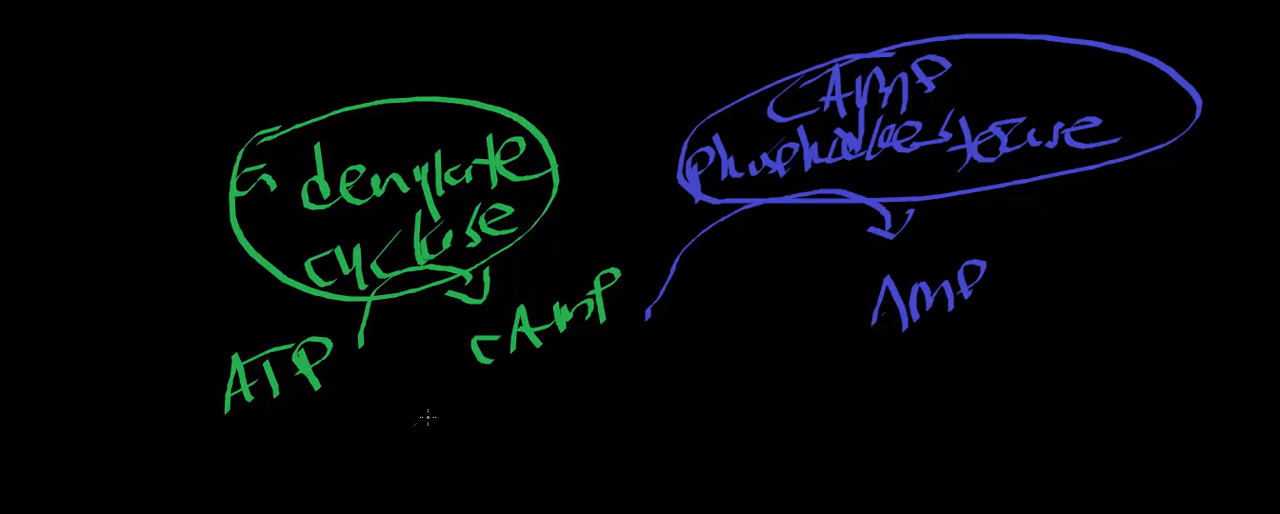 adenylate
cyclase
ATP
cAMP
cAMP
phosphodiesterase
AMP